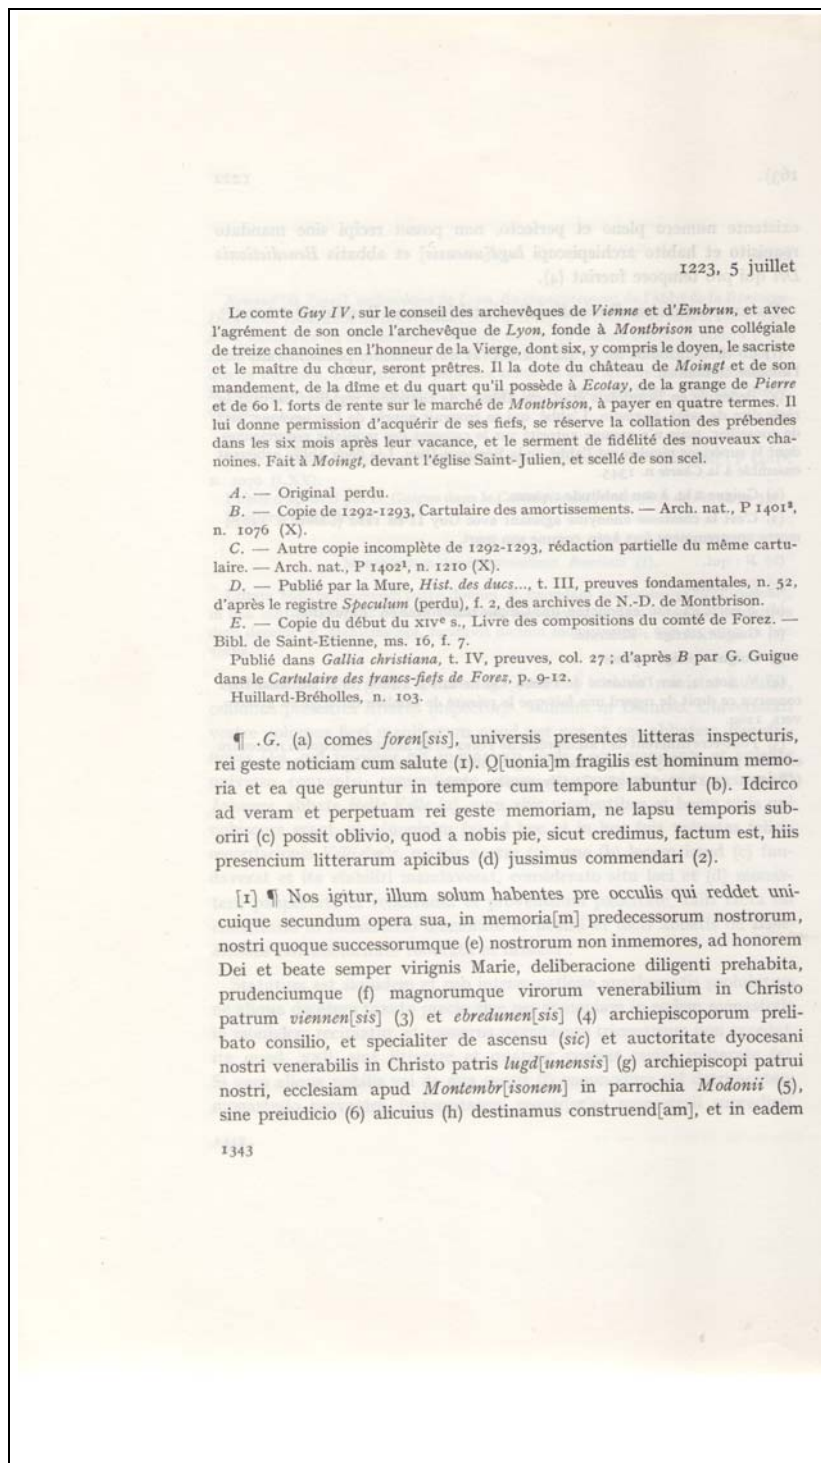 1223, 5 juillet
Le comte Guy IV, sur le conseil des archevêques de Vienne et d'Embrun, et avec
l'agrément de son oncle l'archevêque de Lyon, fonde à Montbrison une collégiale
de treize chanoines en l'honneur de la Vierge, dont six, y compris le doyen, le sacriste
et le maître du chœur, seront prêtres. Il la dote du château de Moingt et de son
mandement, de la dîme et du quart qu'il possède à Ecotay, de la grange de Pierre
et de 60 l. forts de rente sur le marché de Montbrison, à payer en quatre termes. Il
lui donne permission d'acquérir de ses fiefs, se réserve la collation des prébendes
dans les six mois après leur vacance, et le serment de fidélité des nouveaux cha-
noines. Fait à Moingt, devant l'église Saint-Julien, et scellé de son scel.
A. — Original perdu.
B. — Copie de 1292-1293, Cartulaire des amortissements. — Arch. nat., P 1401²,
n. 1076 (X).
C. — Autre copie incomplète de 1292-1293, rédaction partielle du même cartu-
laire. — Arch. nat., P 1402¹, n. 1210 (X).
D. — Publié par la Mure, Hist. des ducs..., t. III, preuves fondamentales, n. 52,
d'après le registre Speculum (perdu), f. 2, des archives de N.-D. de Montbrison.
E. — Copie du début du XIVe s., Livre des compositions du comté de Forez. —
Bibl. de Saint-Etienne, ms. 16, f. 7.
Publié dans Gallia christiana, t. IV, preuves, col. 27 ; d'après B par G. Guigue
dans le Cartulaire des francs-fiefs de Forez, p. 9-12.
Huillard-Bréholles, n. 103.
¶ .G. (a) comes foren[sis], universis presentes litteras inspecturis,
rei geste noticiam cum salute (1). Q[uonia]m fragilis est hominum memo-
ria et ea que geruntur in tempore cum tempore labuntur (b). Idcirco
ad veram et perpetuam rei geste memoriam, ne lapsu temporis sub-
oriri (c) possit oblivio, quod a nobis pie, sicut credimus, factum est, hiis
presencium litterarum apicibus (d) jussimus commendari (2).
[1] ¶ Nos igitur, illum solum habentes pre occulis qui reddet uni-
cuique secundum opera sua, in memoria[m] predecessorum nostrorum,
nostri quoque successorumque (e) nostrorum non inmemores, ad honorem
Dei et beate semper virignis Marie, deliberacione diligenti prehabita,
prudenciumque (f) magnorumque virorum venerabilium in Christo
patrum viennen[sis] (3) et ebredunen[sis] (4) archiepiscoporum preli-
bato consilio, et specialiter de ascensu (sic) et auctoritate dyocesani
nostri venerabilis in Christo patris lugd[unensis] (g) archiepiscopi patrui
nostri, ecclesiam apud Montembr[isonem] in parrochia Modonii (5),
sine preiudicio (6) alicuius (h) destinamus construend[am], et in eadem
1343